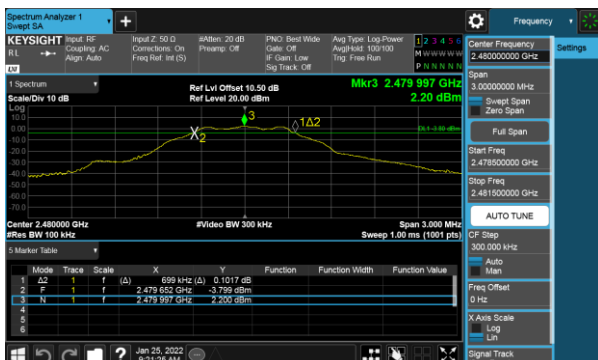 Spectrum Analyzer 1
Swept SA
Frequency
KEYSIGHT Input: RF Input Z: 50 Ω #Atten: 20 dB PNO: Best Wide Avg Type: Log-Power 1 2 3 4 5 6
RL Coupling: AC Corrections: On Preamp: Off Gate: Off Avg|Hold: 100/100 M W W W W W
Align: Auto Freq Ref: Int (S) IF Gain: Low Trig: Free Run
Sig Track: Off P N N N N N
LXI
Center Frequency
2.480000000 GHz
Settings
Span
3.00000000 MHz
Swept Span
Zero Span
Full Span
Start Freq
2.478500000 GHz
Stop Freq
2.481500000 GHz
AUTO TUNE
CF Step
300.000 kHz
Auto
Man
Freq Offset
0 Hz
X Axis Scale
Log
Lin
Signal Track
1 Spectrum
Scale/Div 10 dB
Ref Lvl Offset 10.50 dB
Ref Level 20.00 dBm
Mkr3 2.479 997 GHz
2.20 dBm
Log
10.0
0.00
-10.0
-20.0
-30.0
-40.0
-50.0
-60.0
-70.0
X2
3
1Δ2
DL1 -3.80 dBm
Center 2.480000 GHz #Video BW 300 kHz Span 3.000 MHz
#Res BW 100 kHz Sweep 1.00 ms (1001 pts)
5 Marker Table
Mode Trace Scale X Y Function Function Width Function Value
1 Δ2 1 f (Δ) 699 kHz (Δ) 0.1017 dB
2 F 1 f 2.479 652 GHz -3.799 dBm
3 N 1 f 2.479 997 GHz 2.200 dBm
4
5
6
?
Jan 25, 2022